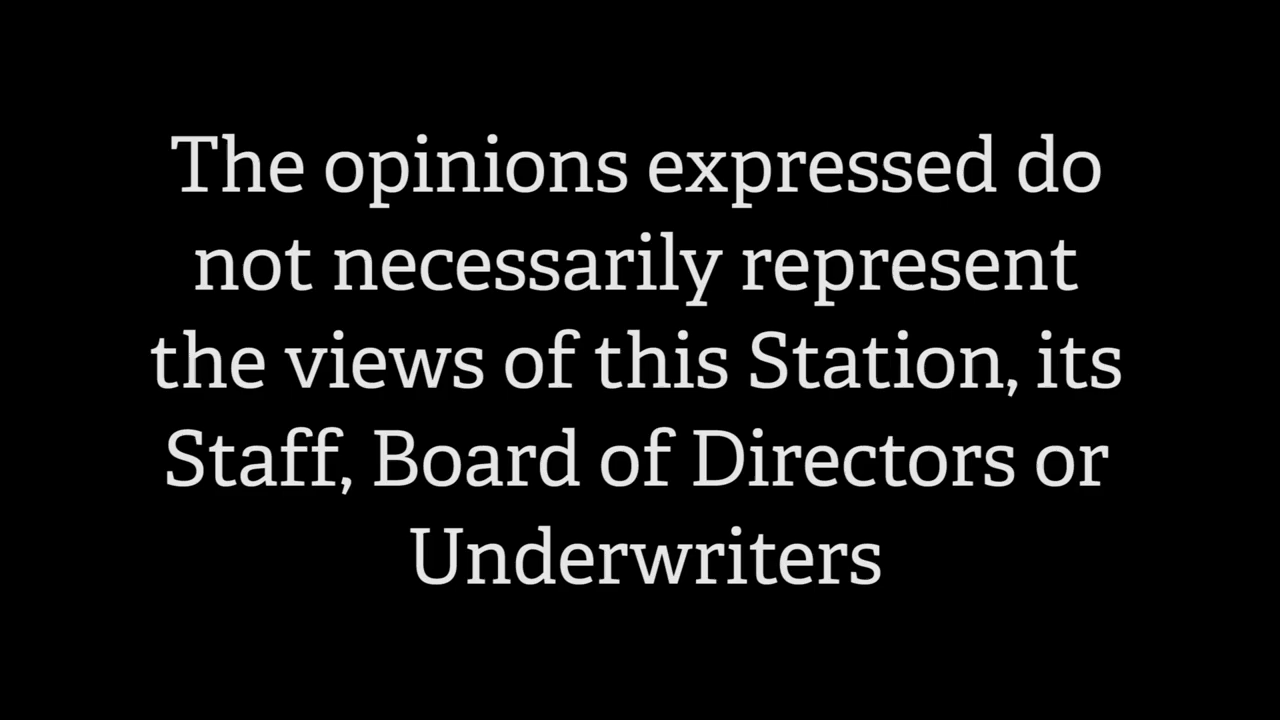 The opinions expressed do
not necessarily represent
the views of this Station, its
Staff, Board of Directors or
Underwriters